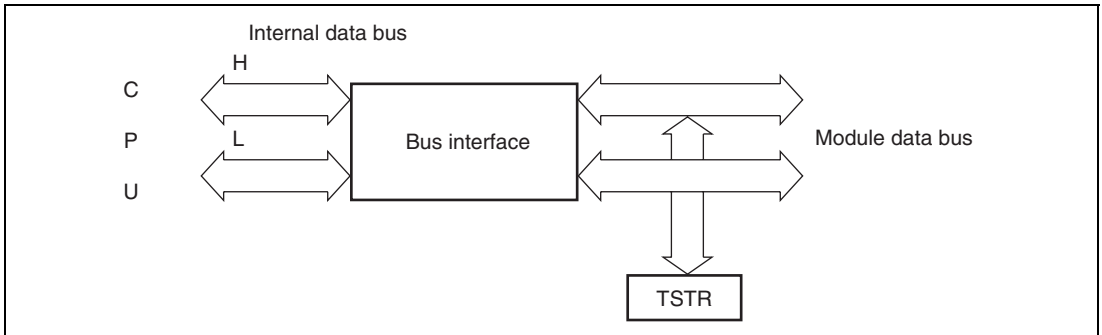 Internal data bus
H
C
P
L
Bus interface
Module data bus
U
TSTR